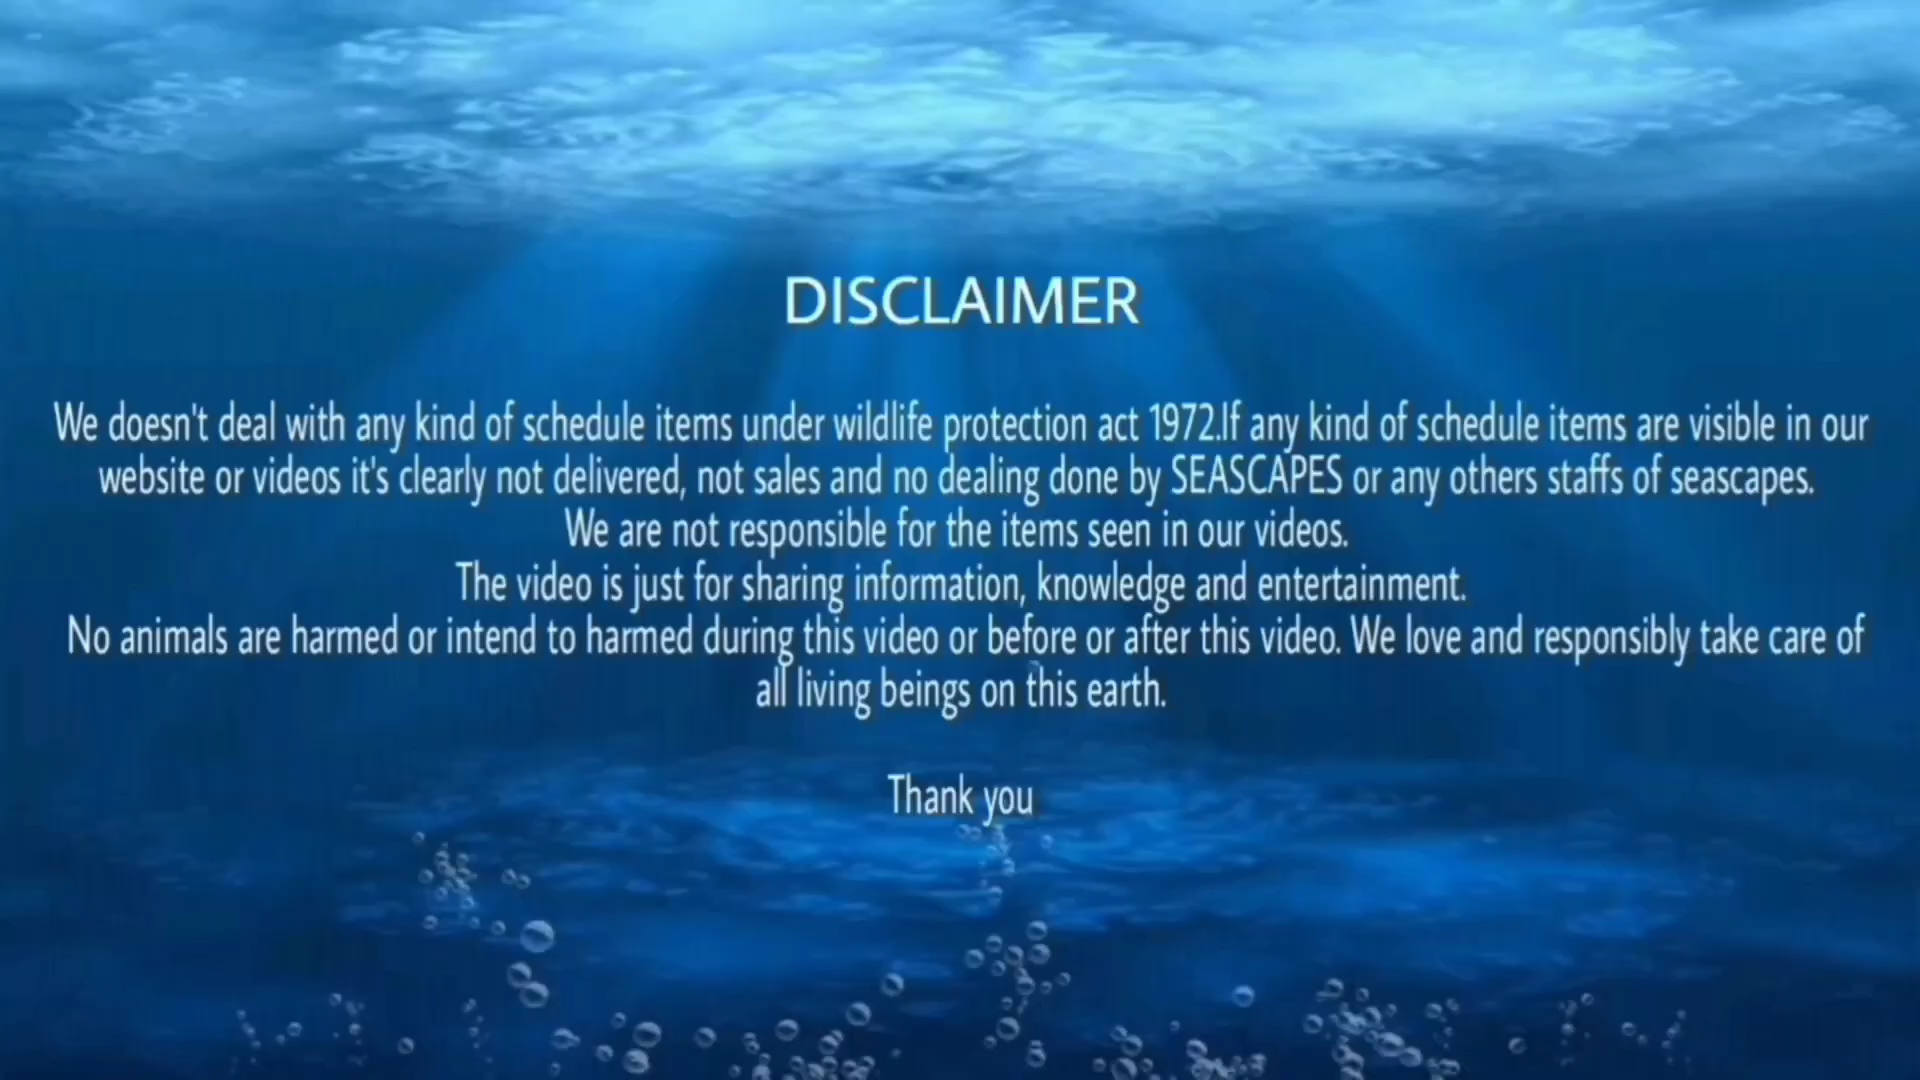 DISCLAIMER
We doesn't deal with any kind of schedule items under wildlife protection act 1972.If any kind of schedule items are visible in our
website or videos it's clearly not delivered, not sales and no dealing done by SEASCAPES or any others staffs of seascapes.
We are not responsible for the items seen in our videos.
The video is just for sharing information, knowledge and entertainment.
No animals are harmed or intend to harmed during this video or before or after this video. We love and responsibly take care of
all living beings on this earth.
Thank you